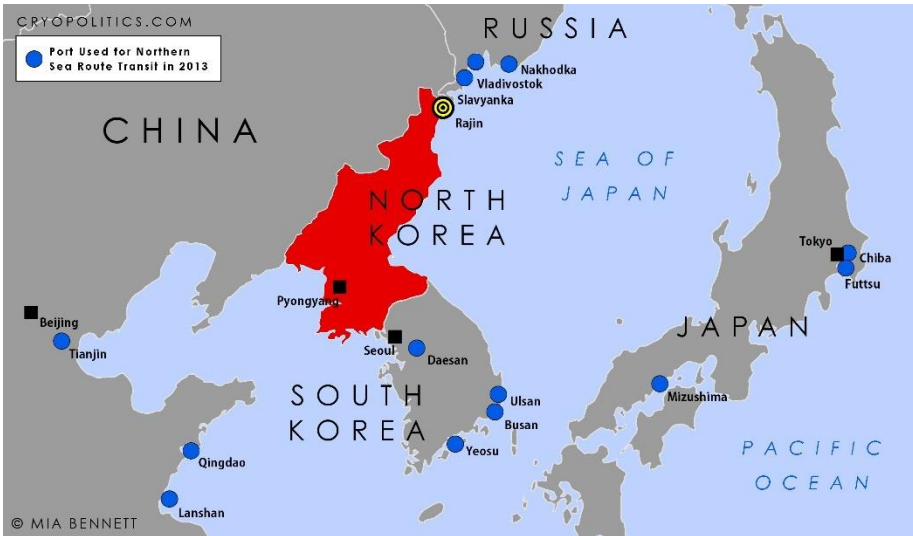 CRYOPOLITICS.COM
Port Used for Northern
Sea Route Transit in 2013
RUSSIA
Nakhodka
Vladivostok
Slavyanka
Rajin
CHINA
SEA OF
JAPAN
NORTH
KOREA
Tokyo
Chiba
Futtsu
Pyongyang
Beijing
Tianjin
JAPAN
Seoul
Daesan
SOUTH
KOREA
Ulsan
Busan
Mizushima
Yeosu
PACIFIC
OCEAN
Qingdao
Lanshan
© MIA BENNETT